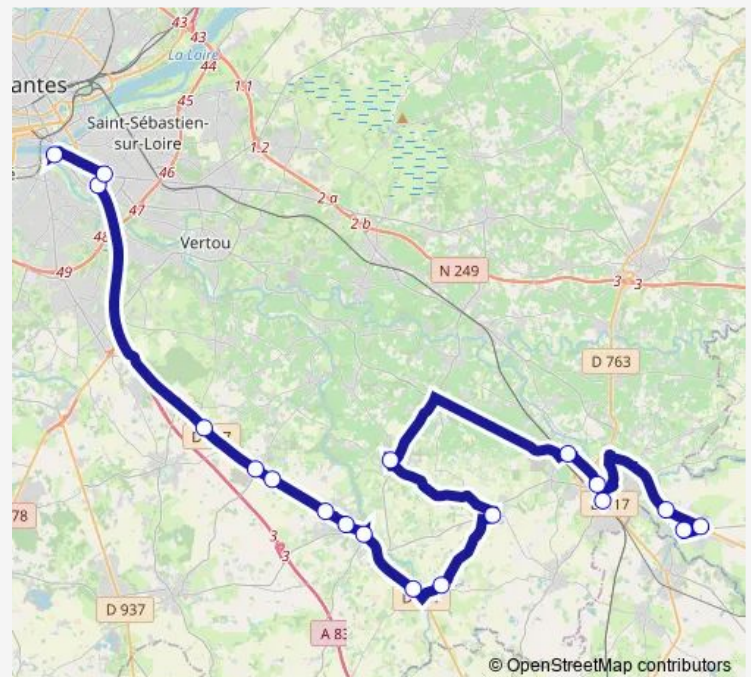 43
43
La Loire
44
antes
45
1.1
Saint-Sébastien-
sur-Loire
1.2
46
2 a
47
2 b
48
Vertou
49
N 249
3
3
D 763
D
7
78
17
3
3
D 937
D
A 83
© OpenStreetMap contributors